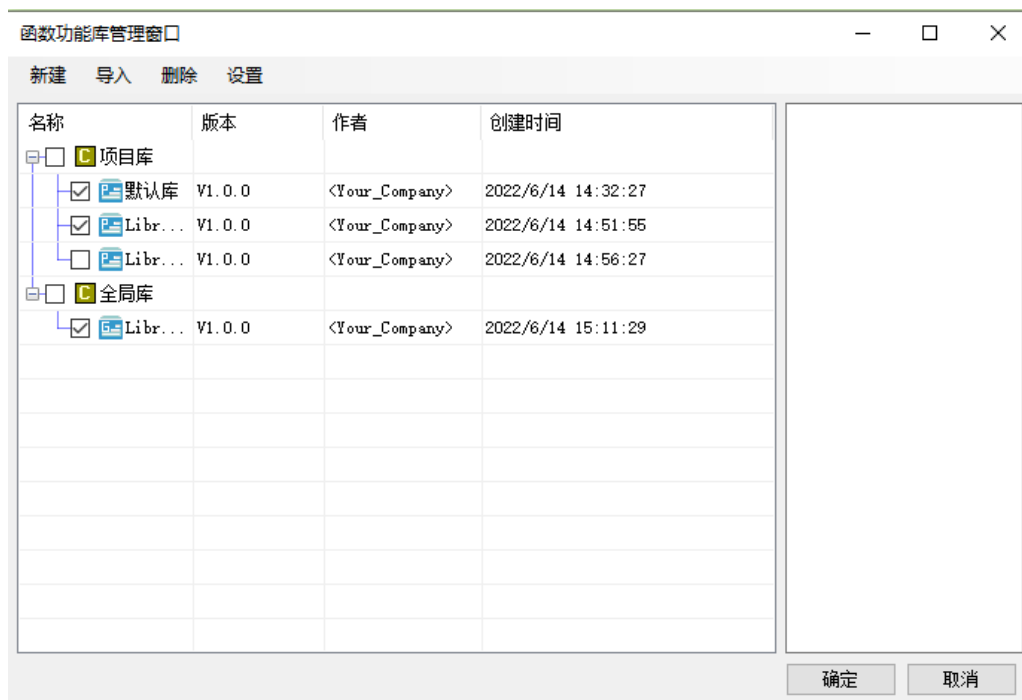 函数功能库管理窗口
新建 导入 删除 设置
名称 版本 作者 创建时间
C 项目库
P 默认库 V1.0.0 <Your_Company> 2022/6/14 14:32:27
P Libr... V1.0.0 <Your_Company> 2022/6/14 14:51:55
P Libr... V1.0.0 <Your_Company> 2022/6/14 14:56:27
C 全局库
G Libr... V1.0.0 <Your_Company> 2022/6/14 15:11:29
确定 取消